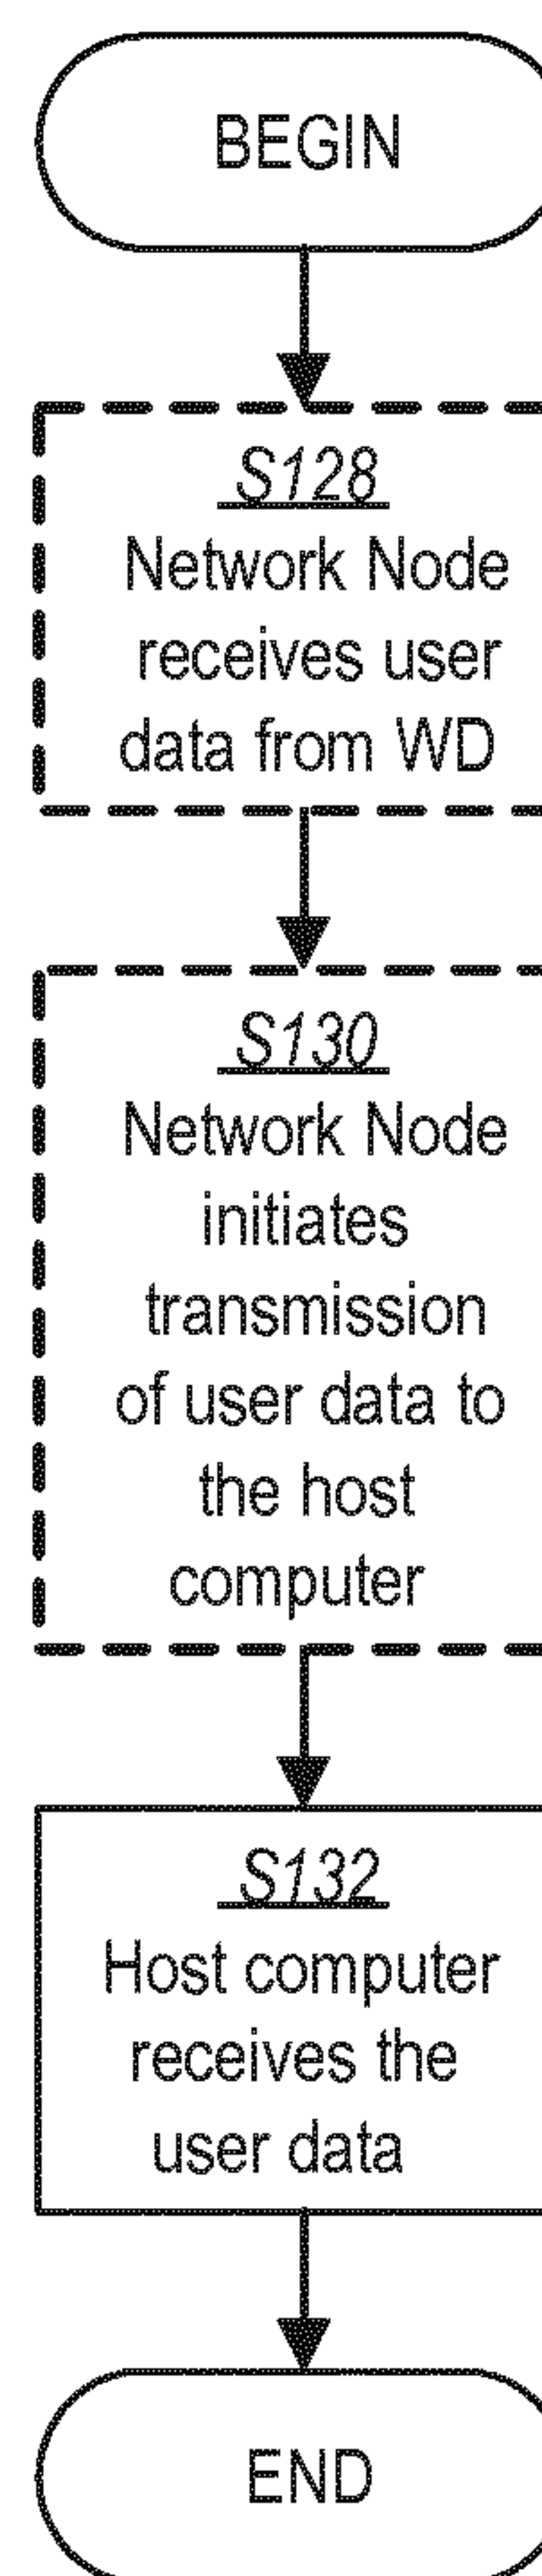 BEGIN
S128
Network Node
receives user
data from WD
S130
Network Node
initiates
transmission
of user data to
the host
computer
S132
Host computer
receives the
user data
END